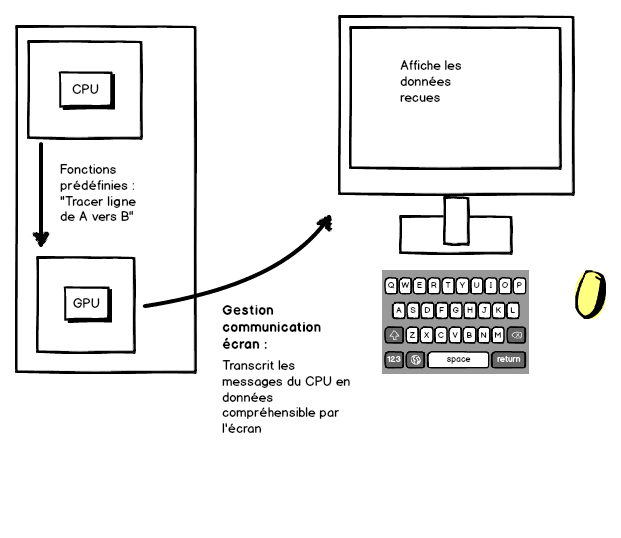 CPU
Fonctions
prédéfinies :
"Tracer ligne
de A vers B"
GPU
Affiche les
données
recues
Gestion
communication
écran :
Transcrit les
messages du CPU en
données
compréhensible par
l'écran
Q W E R T Y U I O P
A S D F G H J K L
Z X C V B N M
123 space return